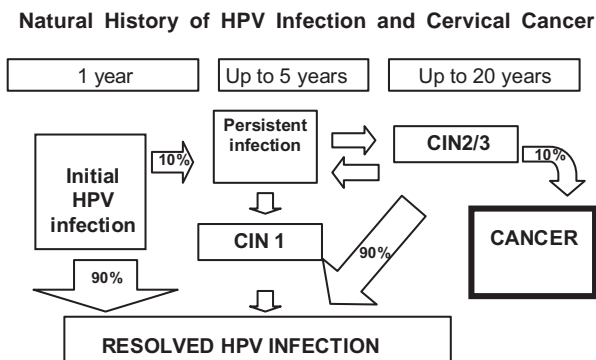 Natural History of HPV Infection and Cervical Cancer
1 year
Up to 5 years
Up to 20 years
Initial
HPV
infection
10%
Persistent
infection
CIN2/3
10%
CIN 1
90%
CANCER
90%
RESOLVED HPV INFECTION